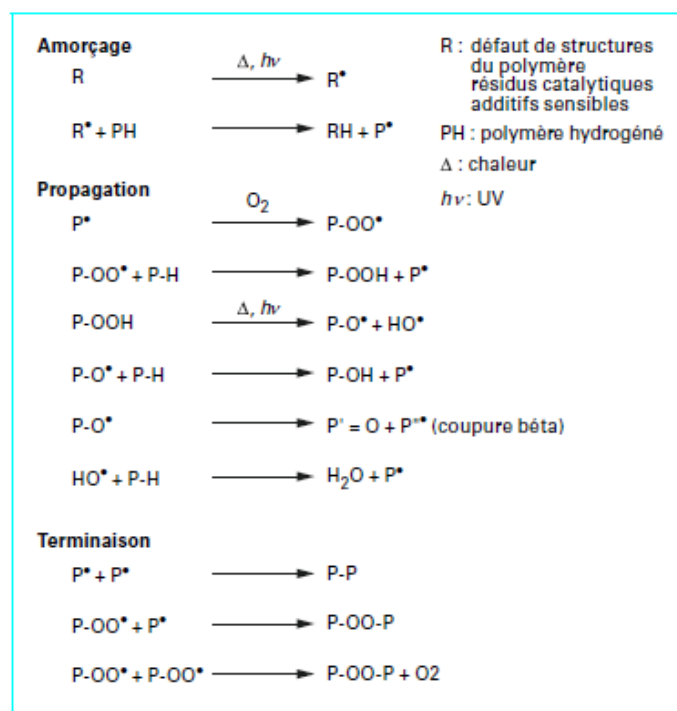 Amorçage
R Δ, hν R•
R• + PH RH + P•
R : défaut de structures
du polymère
résidus catalytiques
additifs sensibles
PH : polymère hydrogéné
Δ : chaleur
hν : UV
Propagation
P• O₂ P-OO•
P-OO• + P-H P-OOH + P•
P-OOH Δ, hν P-O• + HO•
P-O• + P-H P-OH + P•
P-O• P' = O + P"• (coupure béta)
HO• + P-H H₂O + P•
Terminaison
P• + P• P-P
P-OO• + P• P-OO-P
P-OO• + P-OO• P-OO-P + O2